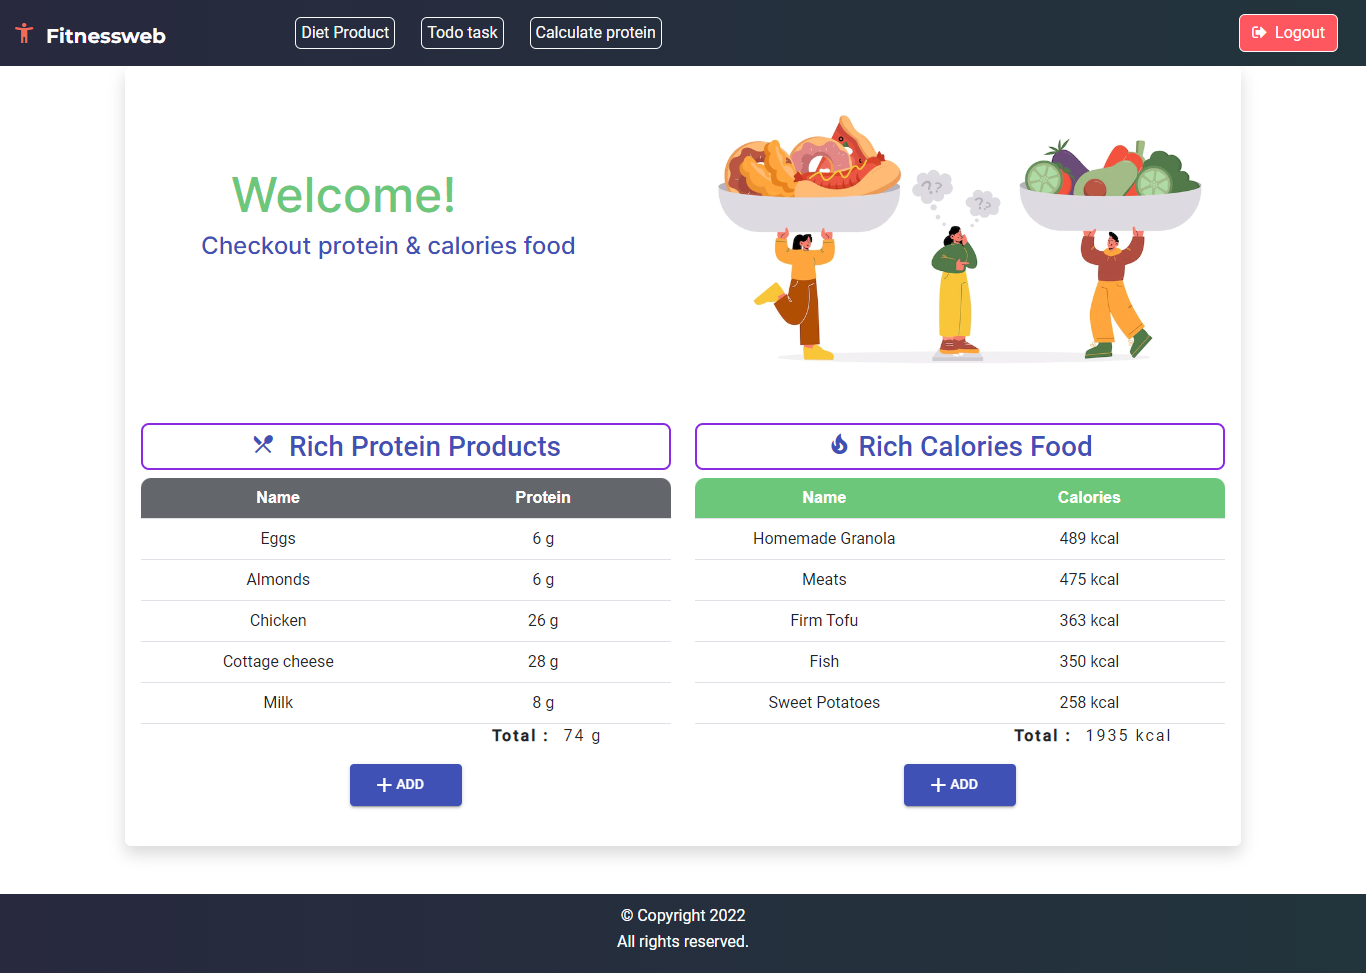 Fitnessweb
Diet Product
Todo task
Calculate protein
Logout
Welcome!
Checkout protein & calories food
? ?
? ?
Rich Protein Products
Name Protein
Eggs 6 g
Almonds 6 g
Chicken 26 g
Cottage cheese 28 g
Milk 8 g
Total : 74 g
ADD
Rich Calories Food
Name Calories
Homemade Granola 489 kcal
Meats 475 kcal
Firm Tofu 363 kcal
Fish 350 kcal
Sweet Potatoes 258 kcal
Total : 1935 kcal
ADD
© Copyright 2022
All rights reserved.